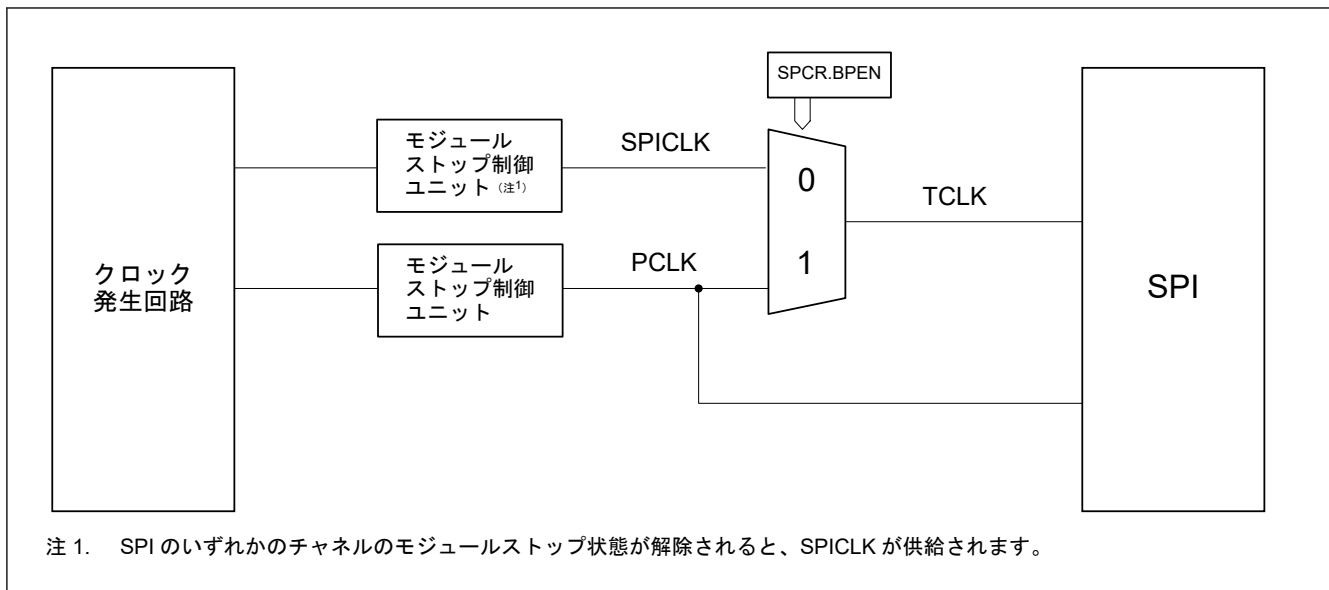 SPCR.BPEN
モジュール
ストップ制御
ユニット（注1）
SPICLK
0
TCLK
クロック
発生回路
モジュール
ストップ制御
ユニット
PCLK
1
SPI
注 1. SPI のいずれかのチャネルのモジュールストップ状態が解除されると、SPICLK が供給されます。